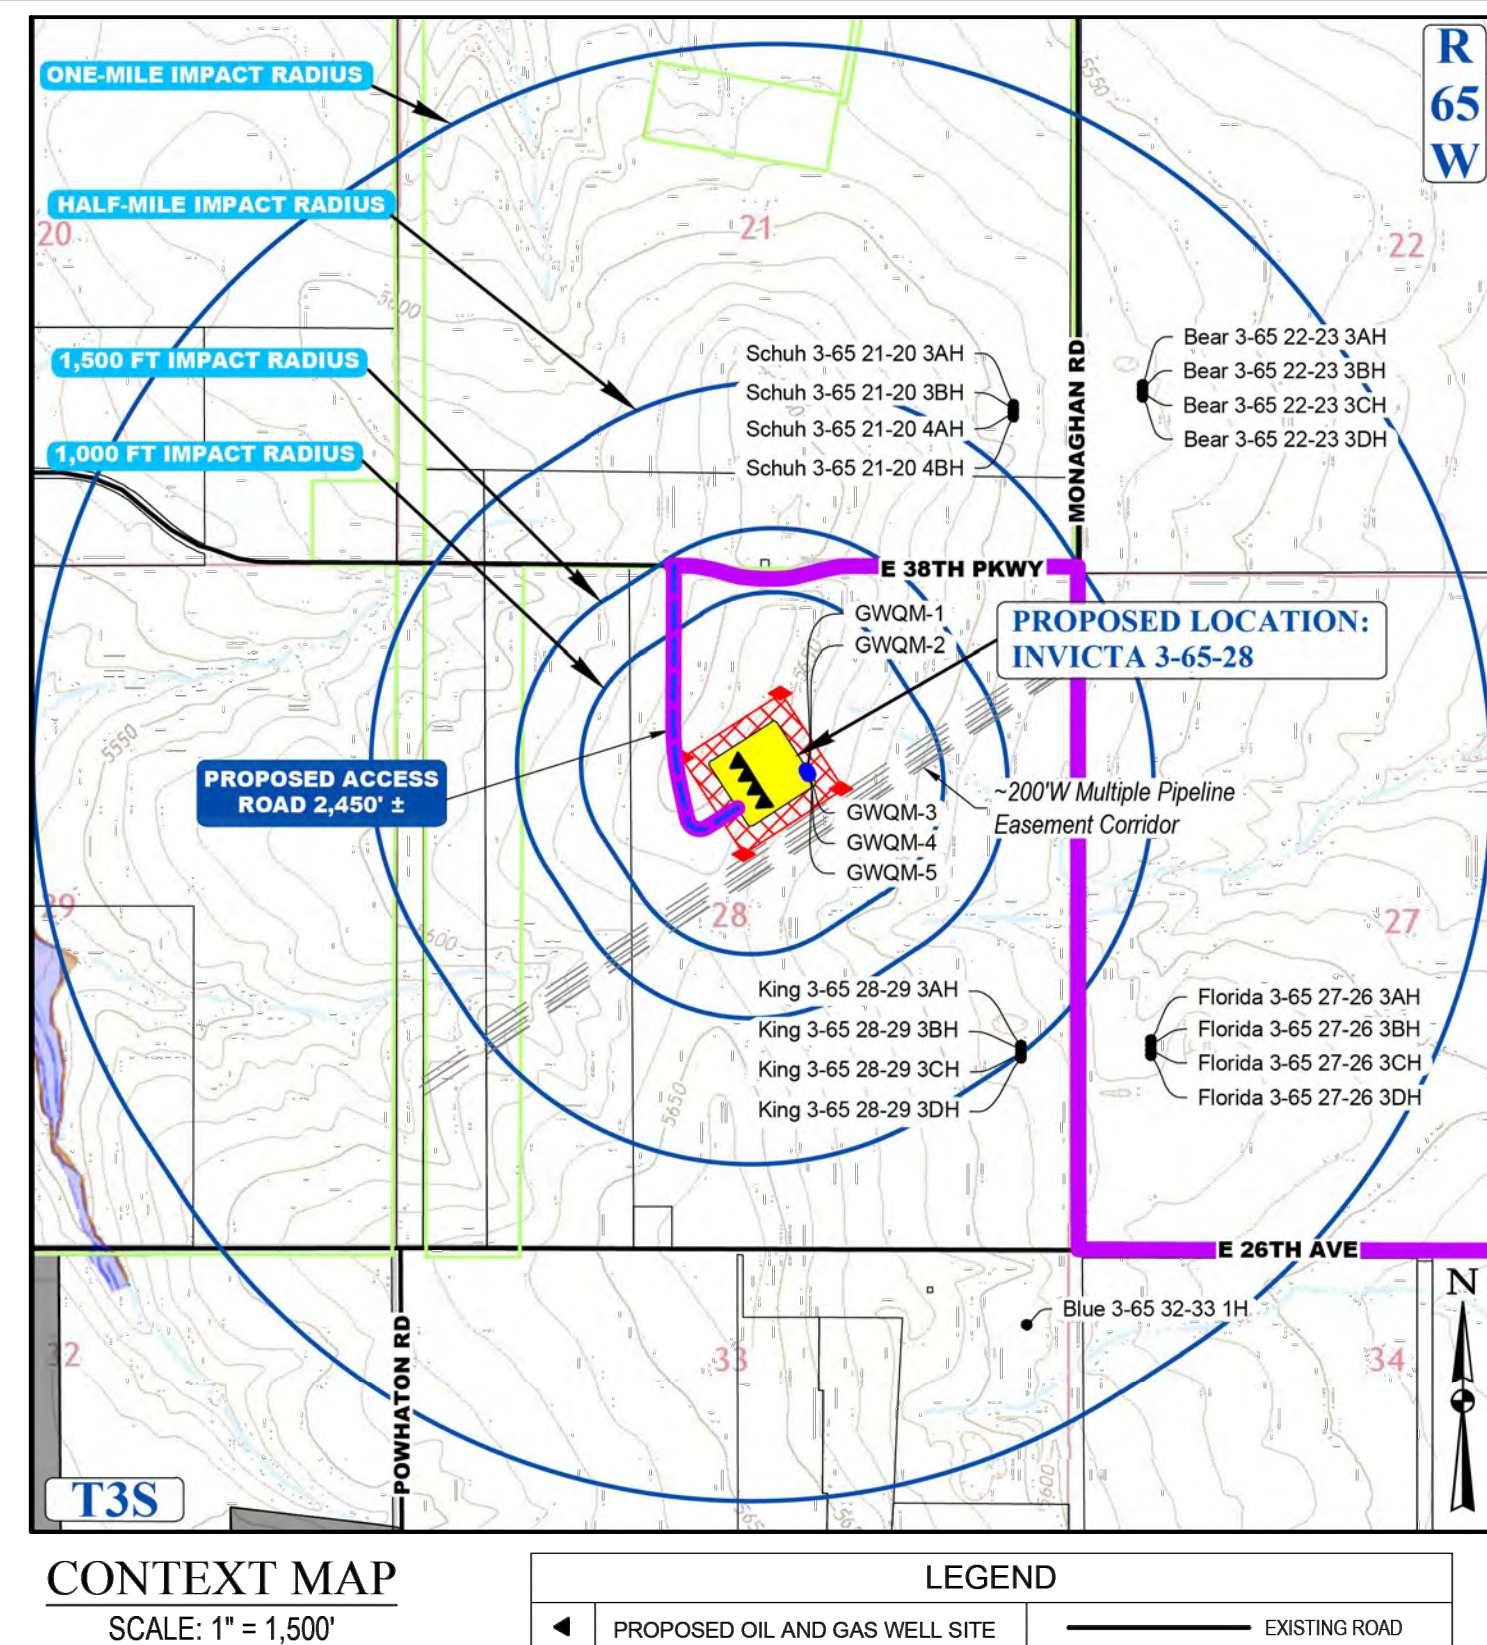 R
65
W
ONE-MILE IMPACT RADIUS
HALF-MILE IMPACT RADIUS
20
21
22
5550
5600
1,500 FT IMPACT RADIUS
1,000 FT IMPACT RADIUS
Schuh 3-65 21-20 3AH
Schuh 3-65 21-20 3BH
Schuh 3-65 21-20 4AH
Schuh 3-65 21-20 4BH
MONAGHAN RD
Bear 3-65 22-23 3AH
Bear 3-65 22-23 3BH
Bear 3-65 22-23 3CH
Bear 3-65 22-23 3DH
E 38TH PKWY
GWQM-1
GWQM-2
PROPOSED LOCATION:
INVICTA 3-65-28
5550
PROPOSED ACCESS
ROAD 2,450' ±
~200'W Multiple Pipeline
Easement Corridor
GWQM-3
GWQM-4
GWQM-5
29
28
27
5600
King 3-65 28-29 3AH
King 3-65 28-29 3BH
King 3-65 28-29 3CH
King 3-65 28-29 3DH
5650
Florida 3-65 27-26 3AH
Florida 3-65 27-26 3BH
Florida 3-65 27-26 3CH
Florida 3-65 27-26 3DH
E 26TH AVE
N
Blue 3-65 32-33 1H
32
33
34
POWHATON RD
5600
T3S
CONTEXT MAP
SCALE: 1" = 1,500'
LEGEND
PROPOSED OIL AND GAS WELL SITE
EXISTING ROAD